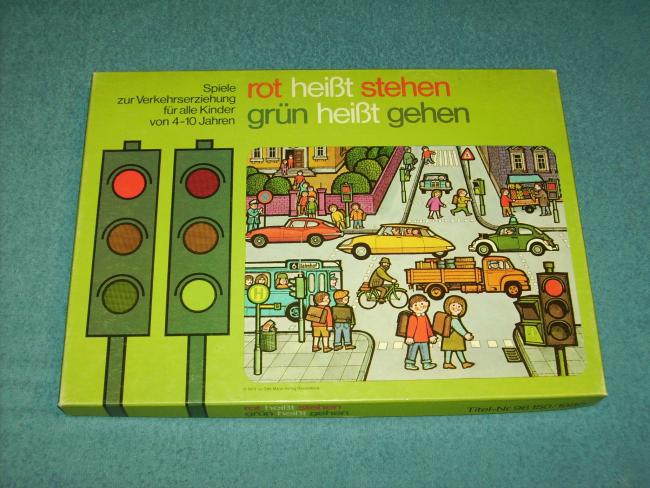 Spiele
zur Verkehrserziehung
für alle Kinder
von 4-10 Jahren
rot heißt stehen
grün heißt gehen
6
H
rot heißt stehen
grün heißt gehen